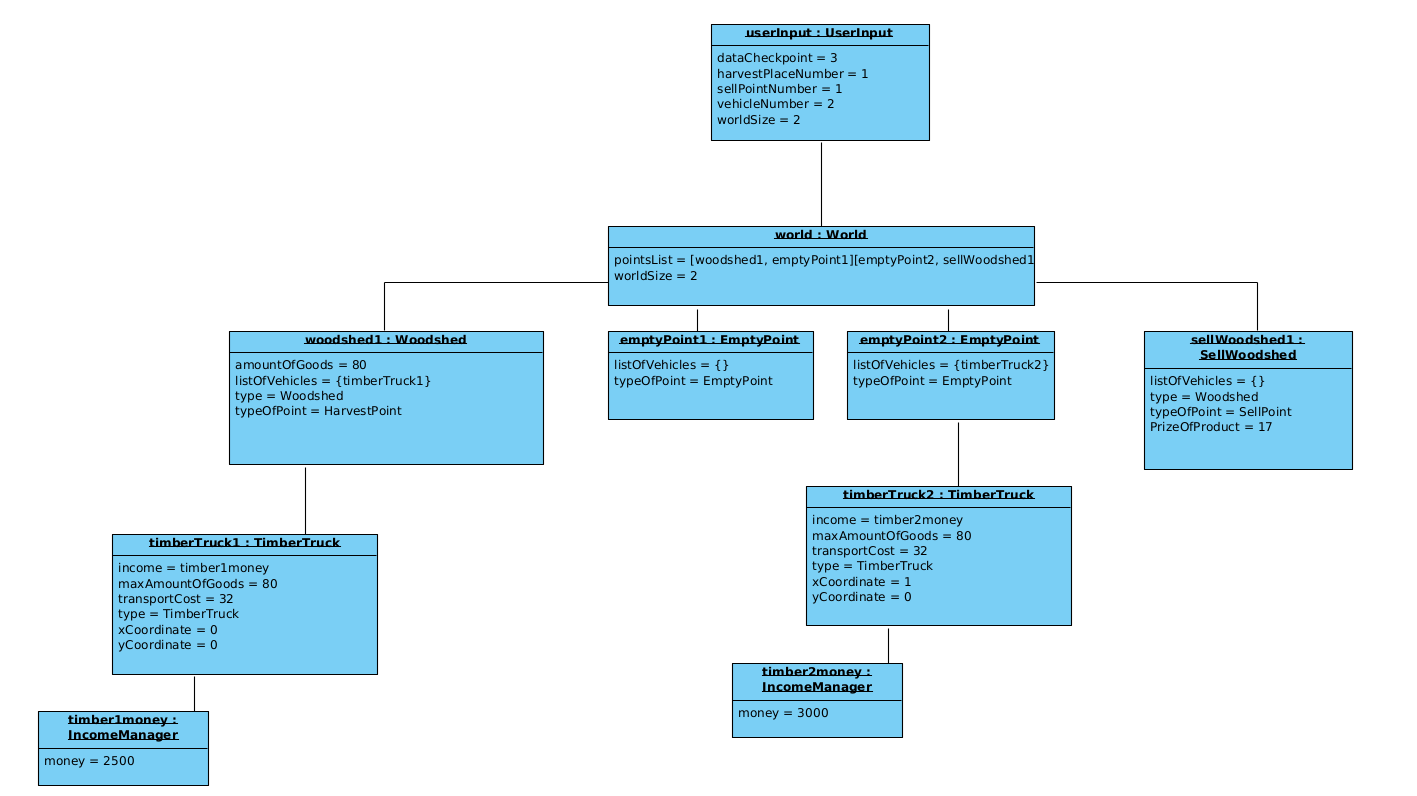 userInput : UserInput
dataCheckpoint = 3
harvestPlaceNumber = 1
sellPointNumber = 1
vehicleNumber = 2
worldSize = 2
world : World
pointsList = [woodshed1, emptyPoint1][emptyPoint2, sellWoodshed1
worldSize = 2
woodshed1 : Woodshed
amountOfGoods = 80
listOfVehicles = {timberTruck1}
type = Woodshed
typeOfPoint = HarvestPoint
emptyPoint1 : EmptyPoint
listOfVehicles = {}
typeOfPoint = EmptyPoint
emptyPoint2 : EmptyPoint
listOfVehicles = {timberTruck2}
typeOfPoint = EmptyPoint
sellWoodshed1 :
SellWoodshed
listOfVehicles = {}
type = Woodshed
typeOfPoint = SellPoint
PrizeOfProduct = 17
timberTruck1 : TimberTruck
income = timber1money
maxAmountOfGoods = 80
transportCost = 32
type = TimberTruck
xCoordinate = 0
yCoordinate = 0
timberTruck2 : TimberTruck
income = timber2money
maxAmountOfGoods = 80
transportCost = 32
type = TimberTruck
xCoordinate = 1
yCoordinate = 0
timber1money :
IncomeManager
money = 2500
timber2money :
IncomeManager
money = 3000